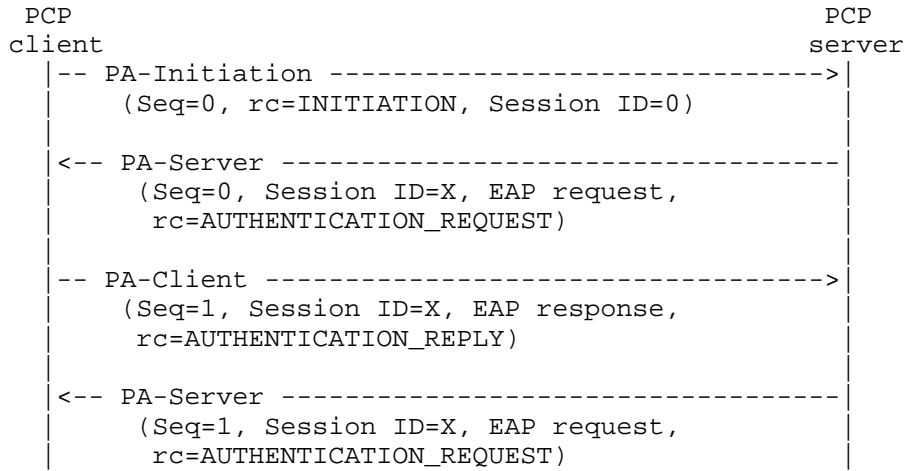 PCP                                                PCP
client                                            server
|-- PA-Initiation ------------------------------->|
|    (Seq=0, rc=INITIATION, Session ID=0)         |
|                                                 |
|<-- PA-Server -----------------------------------|
|     (Seq=0, Session ID=X, EAP request,          |
|      rc=AUTHENTICATION_REQUEST)                 |
|                                                 |
|-- PA-Client ----------------------------------->|
|    (Seq=1, Session ID=X, EAP response,          |
|     rc=AUTHENTICATION_REPLY)                    |
|                                                 |
|<-- PA-Server -----------------------------------|
|     (Seq=1, Session ID=X, EAP request,          |
|      rc=AUTHENTICATION_REQUEST)                 |